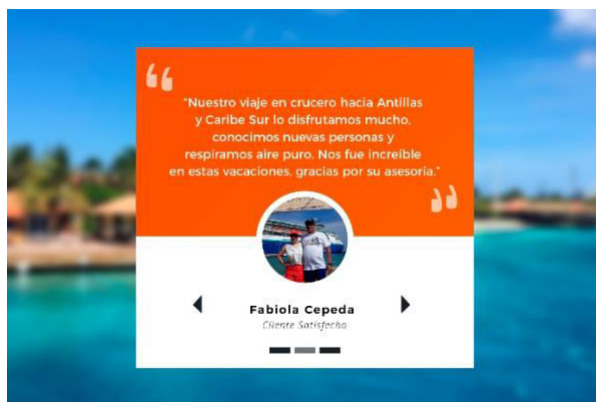 “
"Nuestro viaje en crucero hacia Antillas
y Caribe Sur lo disfrutamos mucho,
conocimos nuevas personas y
respiramos aire puro. Nos fue increíble
en estas vacaciones, gracias por su asesoría."
”
Fabiola Cepeda
Cliente Satisfecho